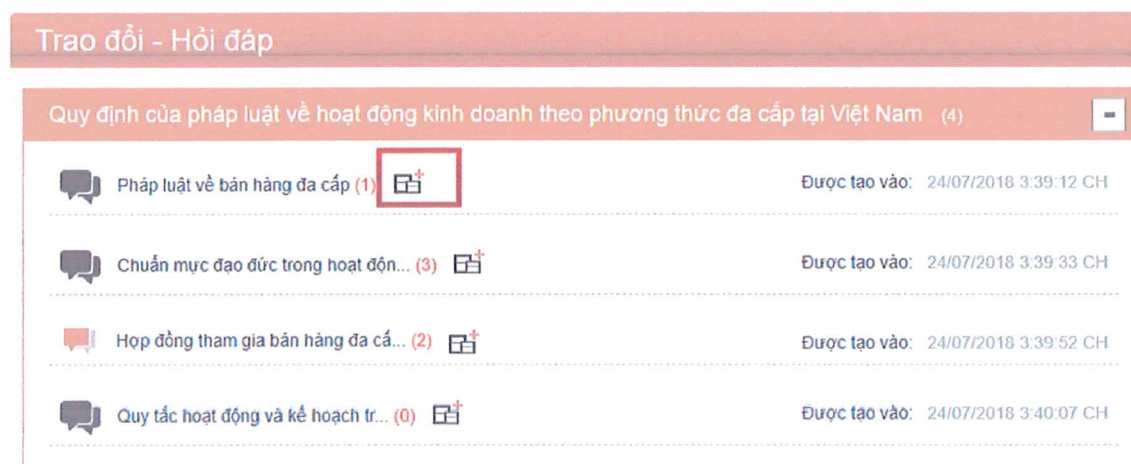 Trao đổi - Hỏi đáp
Quy định của pháp luật về hoạt động kinh doanh theo phương thức đa cấp tại Việt Nam (4)
Pháp luật về bán hàng đa cấp (1) Được tạo vào: 24/07/2018 3:39:12 CH
Chuẩn mực đạo đức trong hoạt độn... (3) Được tạo vào: 24/07/2018 3:39:33 CH
Hợp đồng tham gia bán hàng đa cấ... (2) Được tạo vào: 24/07/2018 3:39:52 CH
Quy tắc hoạt động và kế hoạch tr... (0) Được tạo vào: 24/07/2018 3:40:07 CH